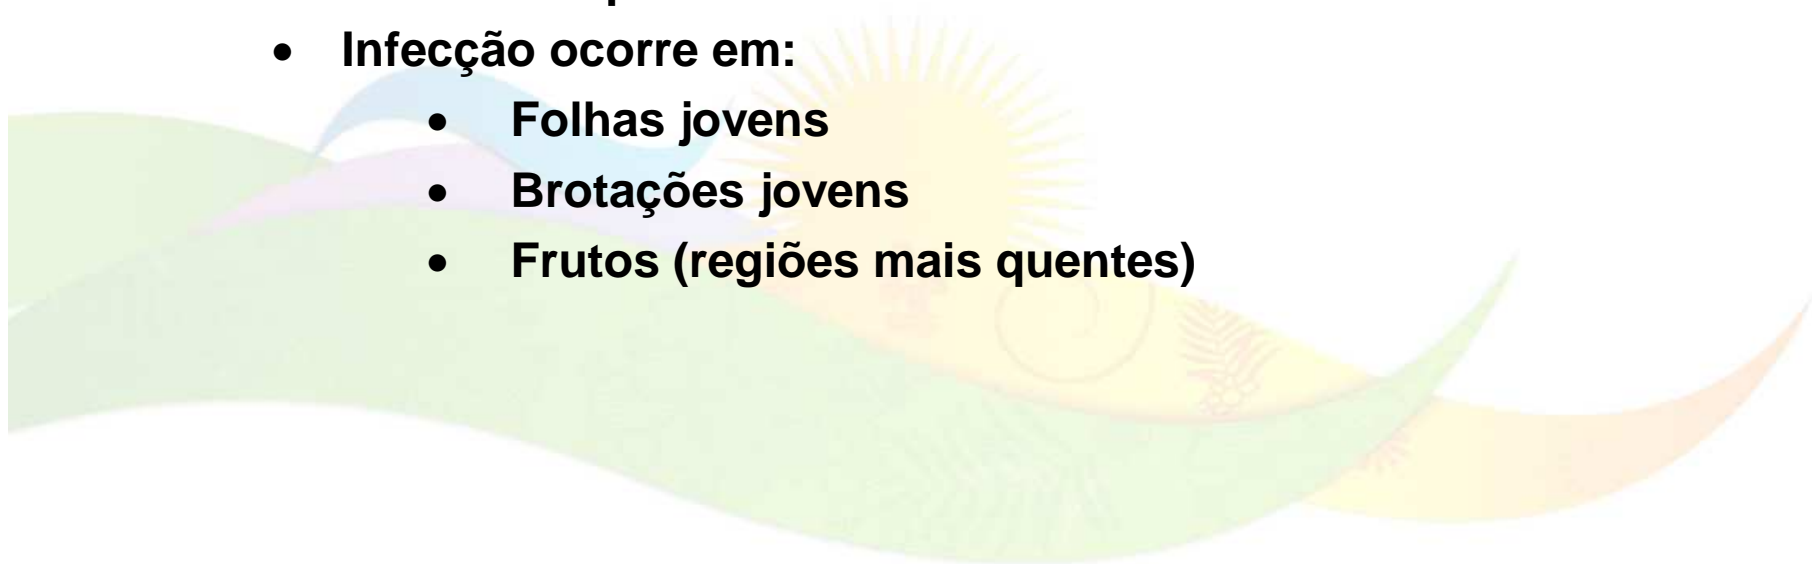 • Infecção ocorre em:
• Folhas jovens
• Brotações jovens
• Frutos (regiões mais quentes)